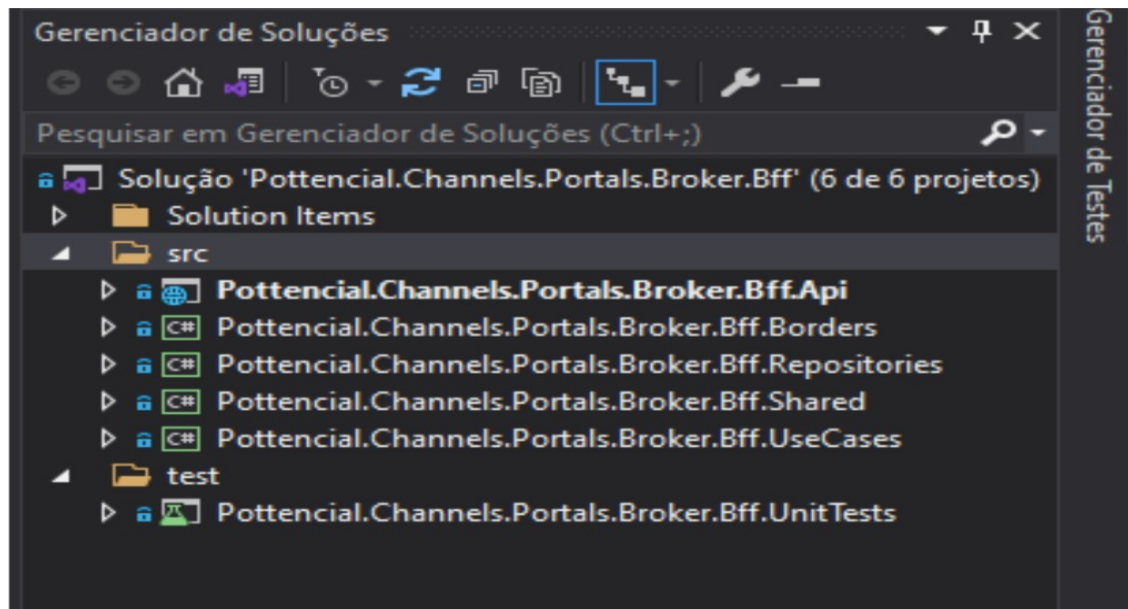 Gerenciador de Soluções
Pesquisar em Gerenciador de Soluções (Ctrl+;)
Solução 'Pottencial.Channels.Portals.Broker.Bff' (6 de 6 projetos)
Solution Items
src
Pottencial.Channels.Portals.Broker.Bff.Api
C# Pottencial.Channels.Portals.Broker.Bff.Borders
C# Pottencial.Channels.Portals.Broker.Bff.Repositories
C# Pottencial.Channels.Portals.Broker.Bff.Shared
C# Pottencial.Channels.Portals.Broker.Bff.UseCases
test
Pottencial.Channels.Portals.Broker.Bff.UnitTests
Gerenciador de Testes